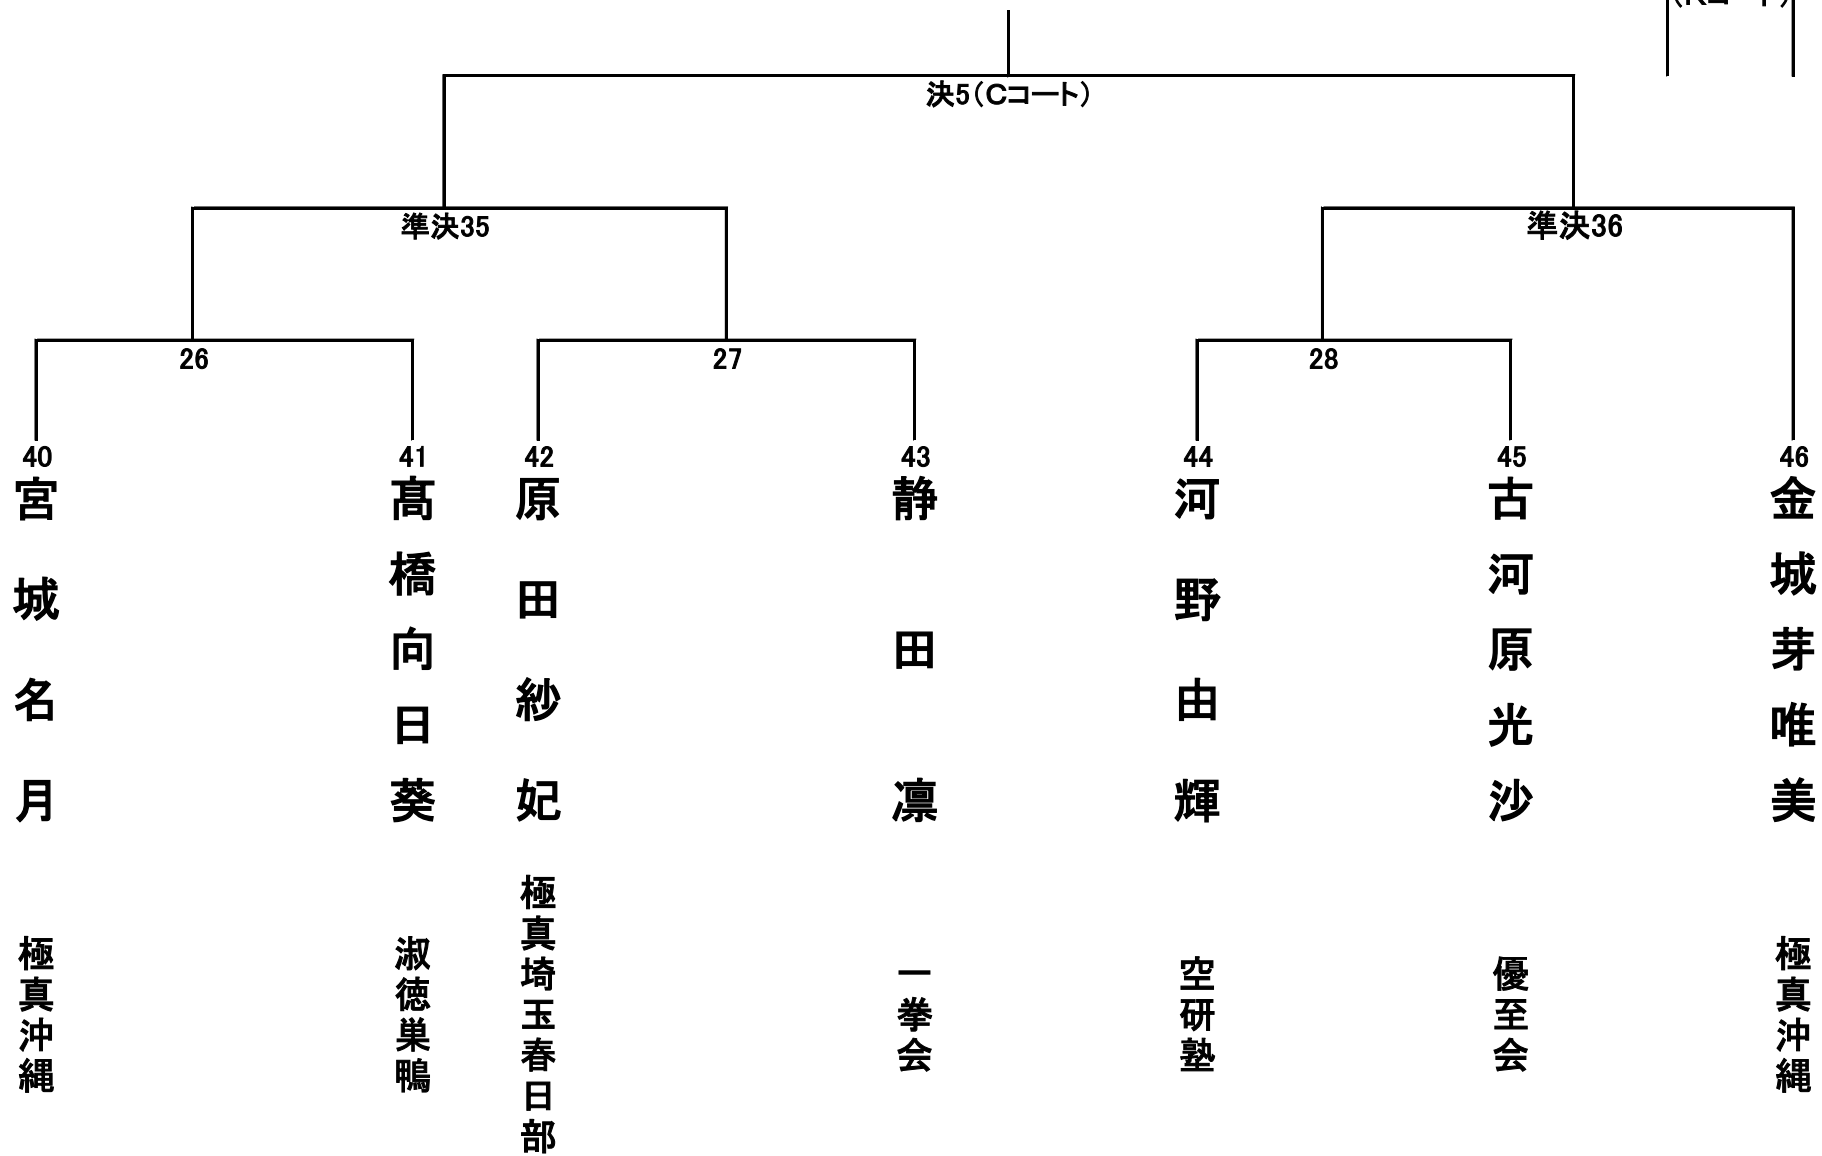 決5(Cコート)
準決35
準決36
26
27
28
40
41
42
43
44
45
46
宮城名月
髙橋向日葵
原田紗妃
静田凛
河野由輝
古河原光沙
金城芽唯美
極真沖縄
淑徳巣鴨
極真埼玉春日部
一拳会
空研塾
優至会
極真沖縄